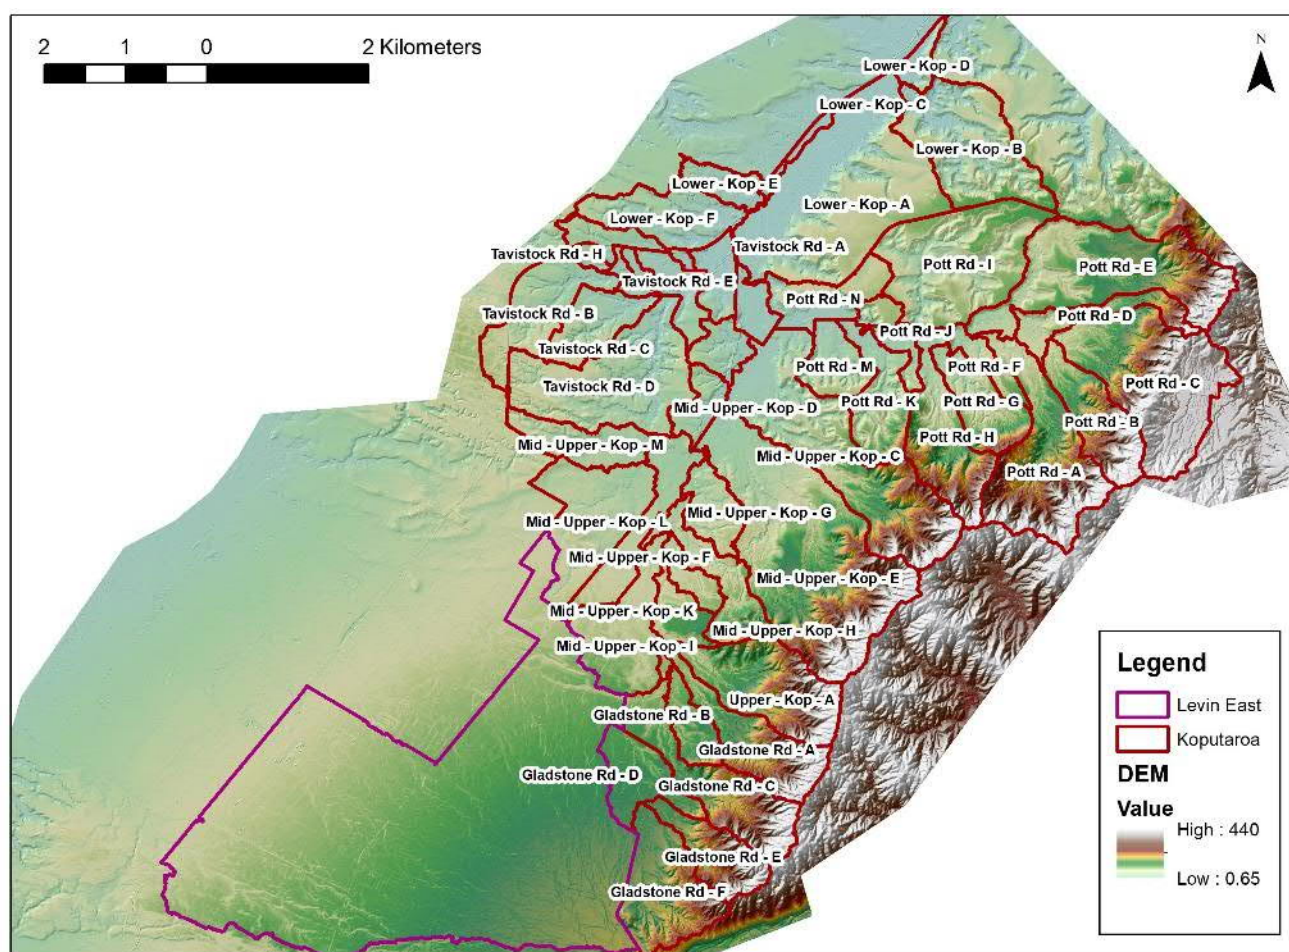 2 1 0 2 Kilometers
N
Lower - Kop - D
Lower - Kop - C
Lower - Kop - B
Lower - Kop - E
Lower - Kop - A
Lower - Kop - F
Tavistock Rd - A
Tavistock Rd - H
Pott Rd - I
Pott Rd - E
Tavistock Rd - E
Pott Rd - N
Tavistock Rd - B
Pott Rd - D
Pott Rd - J
Tavistock Rd - C
Pott Rd - M
Pott Rd - F
Tavistock Rd - D
Pott Rd - C
Pott Rd - K
Pott Rd - G
Mid - Upper - Kop - D
Pott Rd - B
Pott Rd - H
Mid - Upper - Kop - M
Mid - Upper - Kop - C
Pott Rd - A
Mid - Upper - Kop - G
Mid - Upper - Kop - L
Mid - Upper - Kop - F
Mid - Upper - Kop - E
Mid - Upper - Kop - K
Mid - Upper - Kop - H
Mid - Upper - Kop - I
Upper - Kop - A
Gladstone Rd - B
Gladstone Rd - A
Gladstone Rd - D
Gladstone Rd - C
Gladstone Rd - E
Gladstone Rd - F
Legend
Levin East
Koputaroa
DEM
Value
High : 440
Low : 0.65